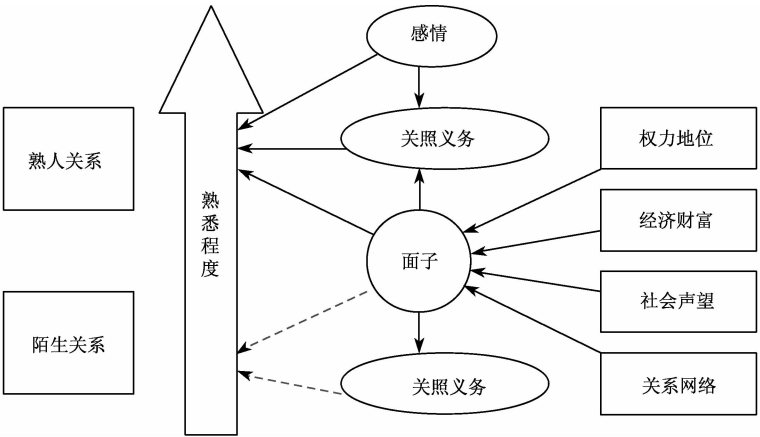 感情
关照义务
权力地位
熟人关系
熟悉程度
经济财富
面子
社会声望
陌生关系
关照义务
关系网络